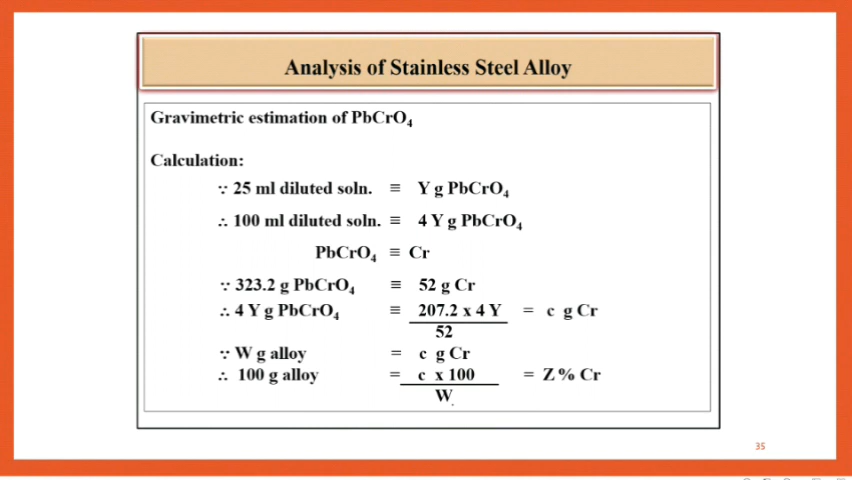 Analysis of Stainless Steel Alloy
Gravimetric estimation of PbCrO₄
Calculation:
∵ 25 ml diluted soln. ≡ Y g PbCrO₄
∴ 100 ml diluted soln. ≡ 4 Y g PbCrO₄
PbCrO₄ ≡ Cr
∵ 323.2 g PbCrO₄ ≡ 52 g Cr
∴ 4 Y g PbCrO₄ ≡ 207.2 x 4 Y = c g Cr
52
∵ W g alloy = c g Cr
∴ 100 g alloy = c x 100 = Z % Cr
W
35